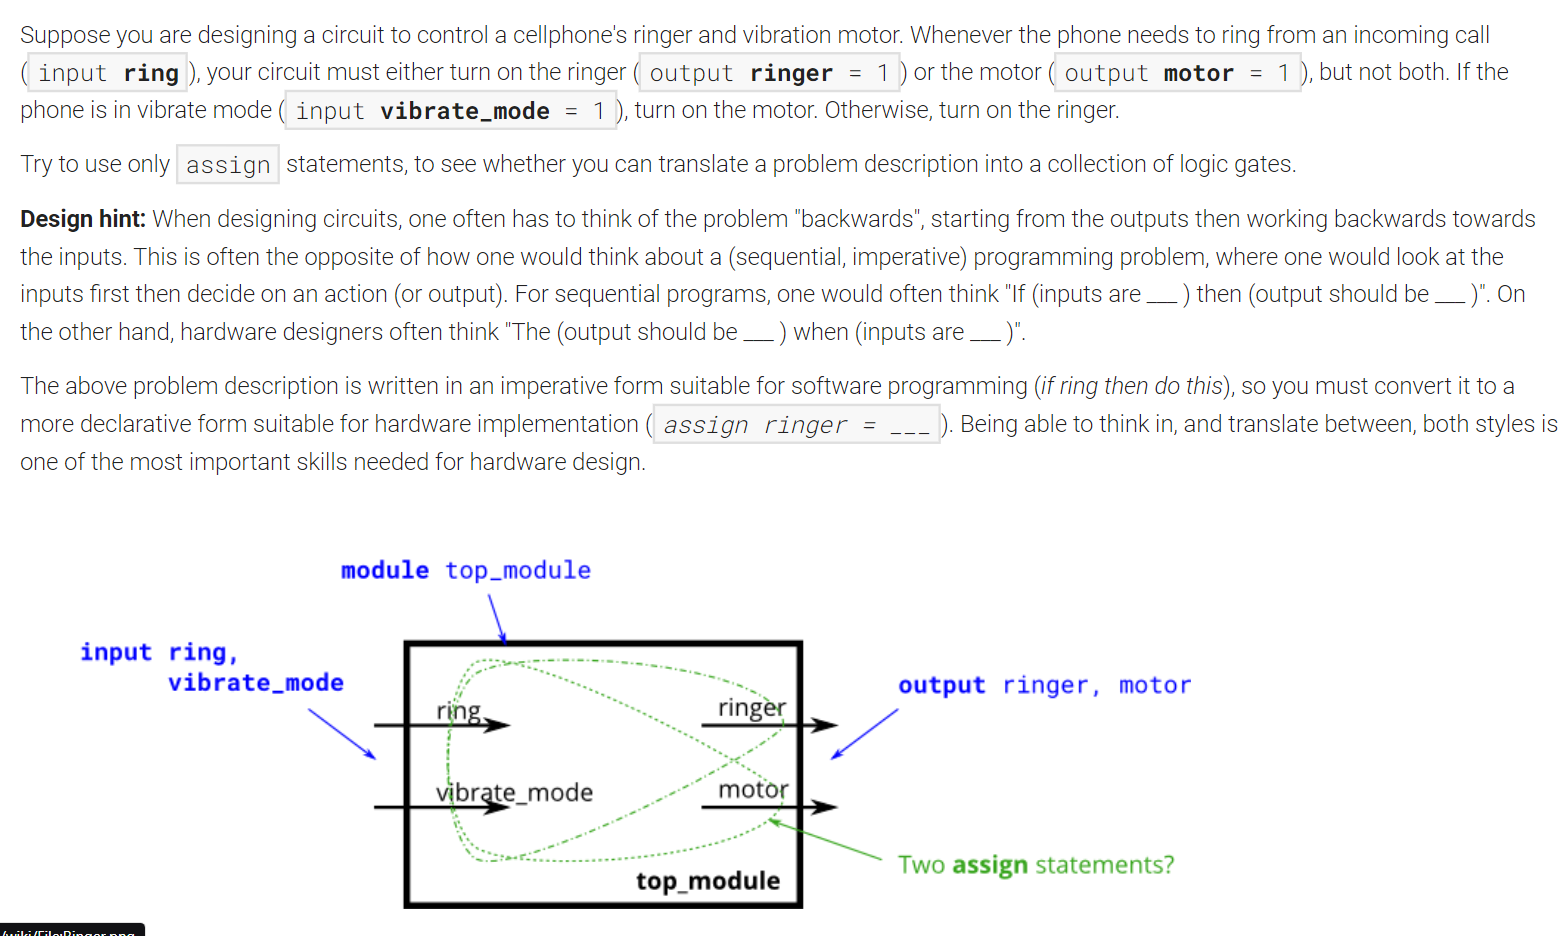 Suppose you are designing a circuit to control a cellphone's ringer and vibration motor. Whenever the phone needs to ring from an incoming call
( input ring ), your circuit must either turn on the ringer ( output ringer = 1 ) or the motor ( output motor = 1 ), but not both. If the
phone is in vibrate mode ( input vibrate_mode = 1 ), turn on the motor. Otherwise, turn on the ringer.
Try to use only assign statements, to see whether you can translate a problem description into a collection of logic gates.
Design hint: When designing circuits, one often has to think of the problem "backwards", starting from the outputs then working backwards towards
the inputs. This is often the opposite of how one would think about a (sequential, imperative) programming problem, where one would look at the
inputs first then decide on an action (or output). For sequential programs, one would often think "If (inputs are ___ ) then (output should be ___ )". On
the other hand, hardware designers often think "The (output should be ___ ) when (inputs are ___ )".
The above problem description is written in an imperative form suitable for software programming (if ring then do this), so you must convert it to a
more declarative form suitable for hardware implementation ( assign ringer = ___ ). Being able to think in, and translate between, both styles is
one of the most important skills needed for hardware design.
module top_module
input ring,
vibrate_mode
output ringer, motor
ring
ringer
vibrate_mode
motor
Two assign statements?
top_module
/wiki/File:Ringer.png